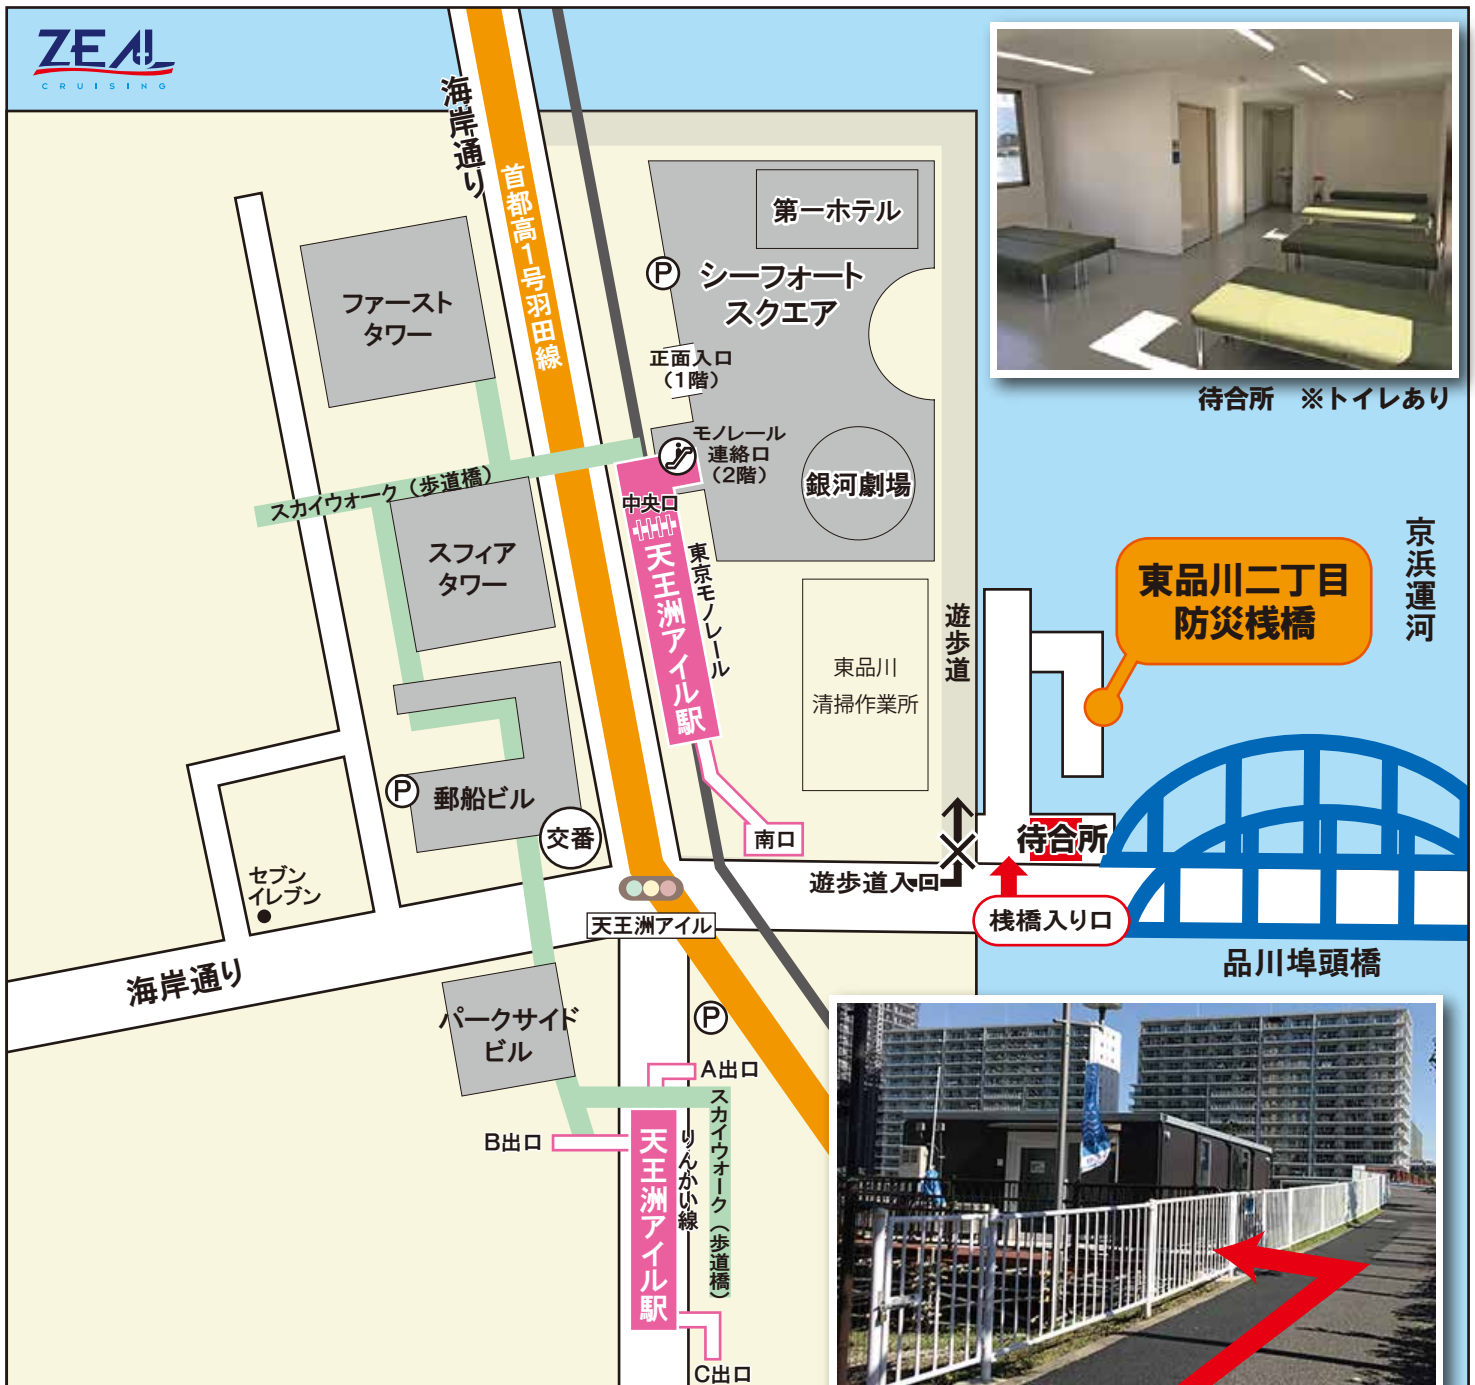 ZEAL
CRUISING
海岸通り
首都高1号羽田線
第一ホテル
シーフォート
スクエア
ファースト
タワー
正面入口
（1階）
モノレール
連絡口
（2階）
待合所　※トイレあり
スカイウォーク（歩道橋）
中央口
銀河劇場
スフィア
タワー
天王洲アイル駅
東京モノレール
京浜運河
東品川二丁目
防災桟橋
遊歩道
東品川
清掃作業所
P
P
郵船ビル
交番
南口
待合所
セブン
イレブン
遊歩道入口
桟橋入り口
天王洲アイル
海岸通り
品川埠頭橋
パークサイド
ビル
P
A出口
B出口
天王洲アイル駅
りんかい線
スカイウォーク（歩道橋）
C出口